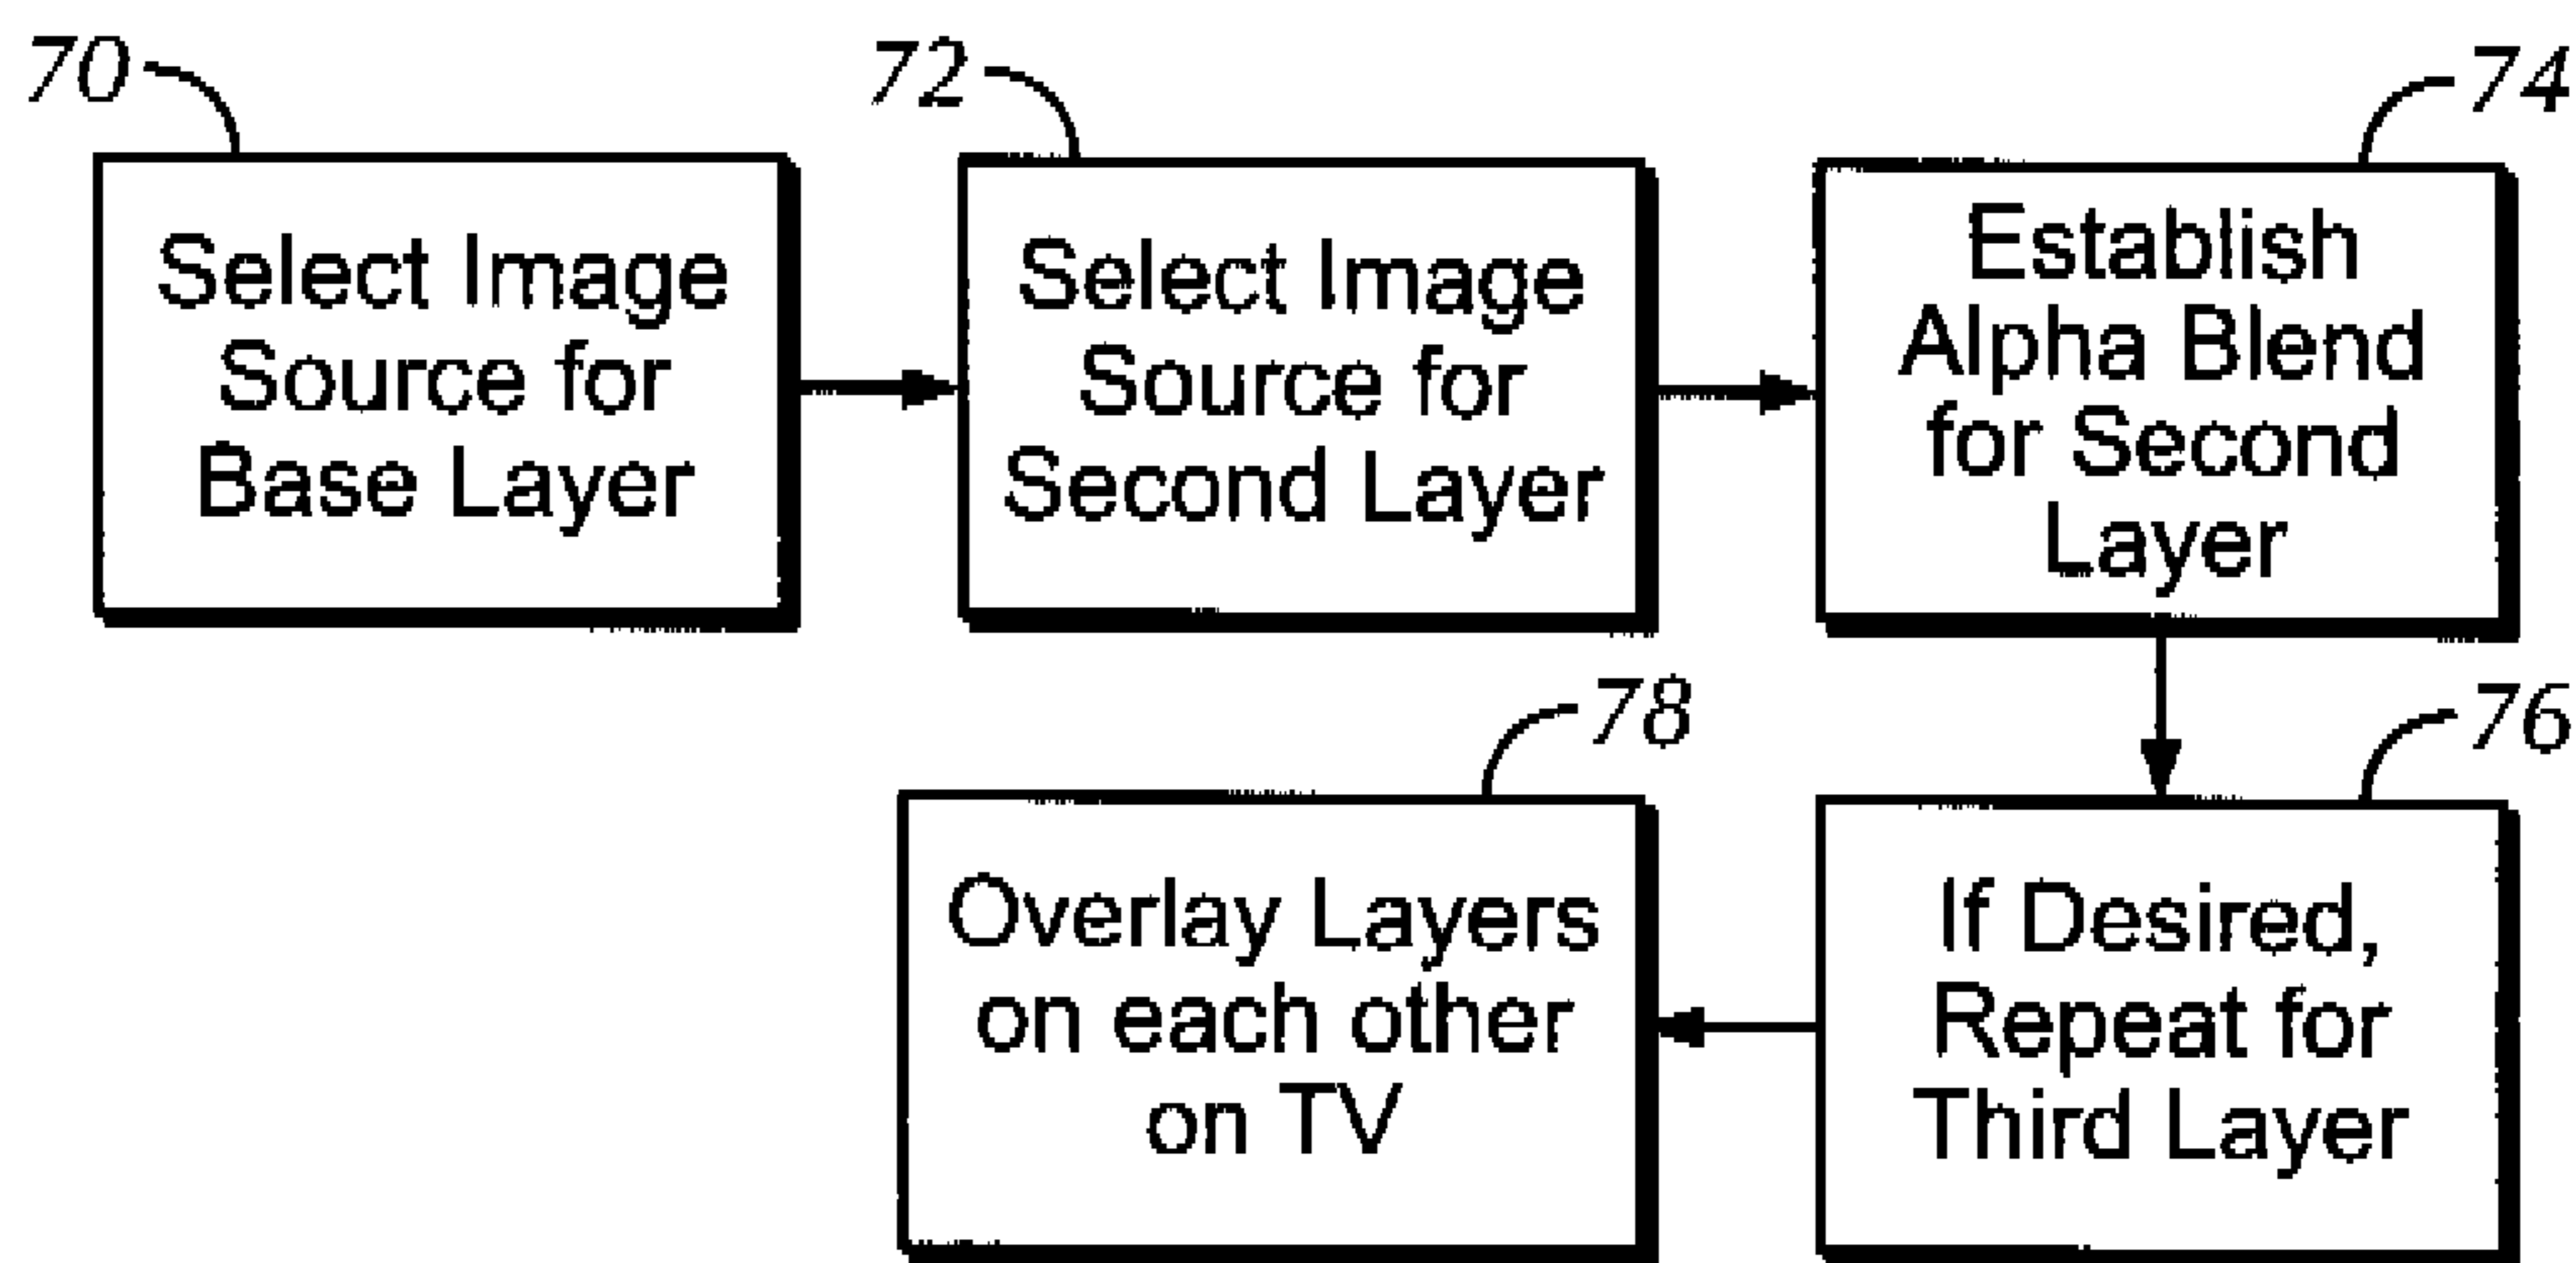 70
Select Image
Source for
Base Layer
72
Select Image
Source for
Second Layer
74
Establish
Alpha Blend
for Second
Layer
76
If Desired,
Repeat for
Third Layer
78
Overlay Layers
on each other
on TV